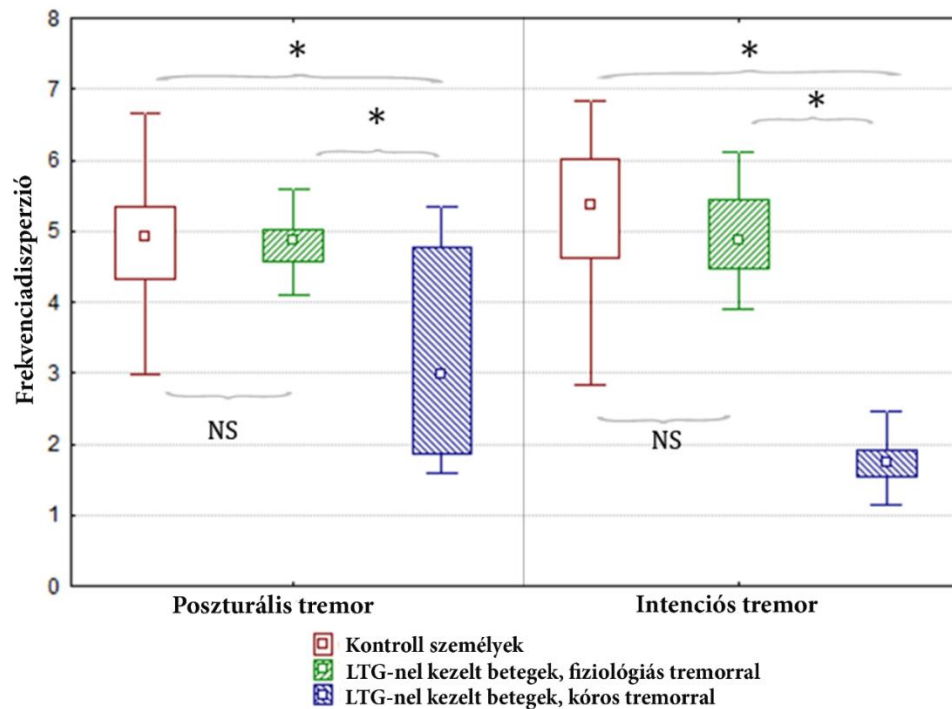 8
7
6
5
4
3
2
1
0
Frekvenciadiszperzió
*
*
NS
*
*
NS
Poszturális tremor
Intenciós tremor
Kontroll személyek
LTG-nel kezelt betegek, fiziológiás tremorral
LTG-nel kezelt betegek, kóros tremorral